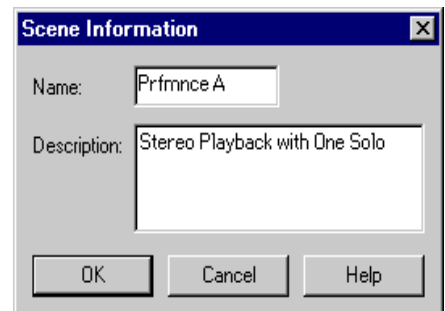 Scene Information
Name: Prfmnce A
Description: Stereo Playback with One Solo
OK Cancel Help